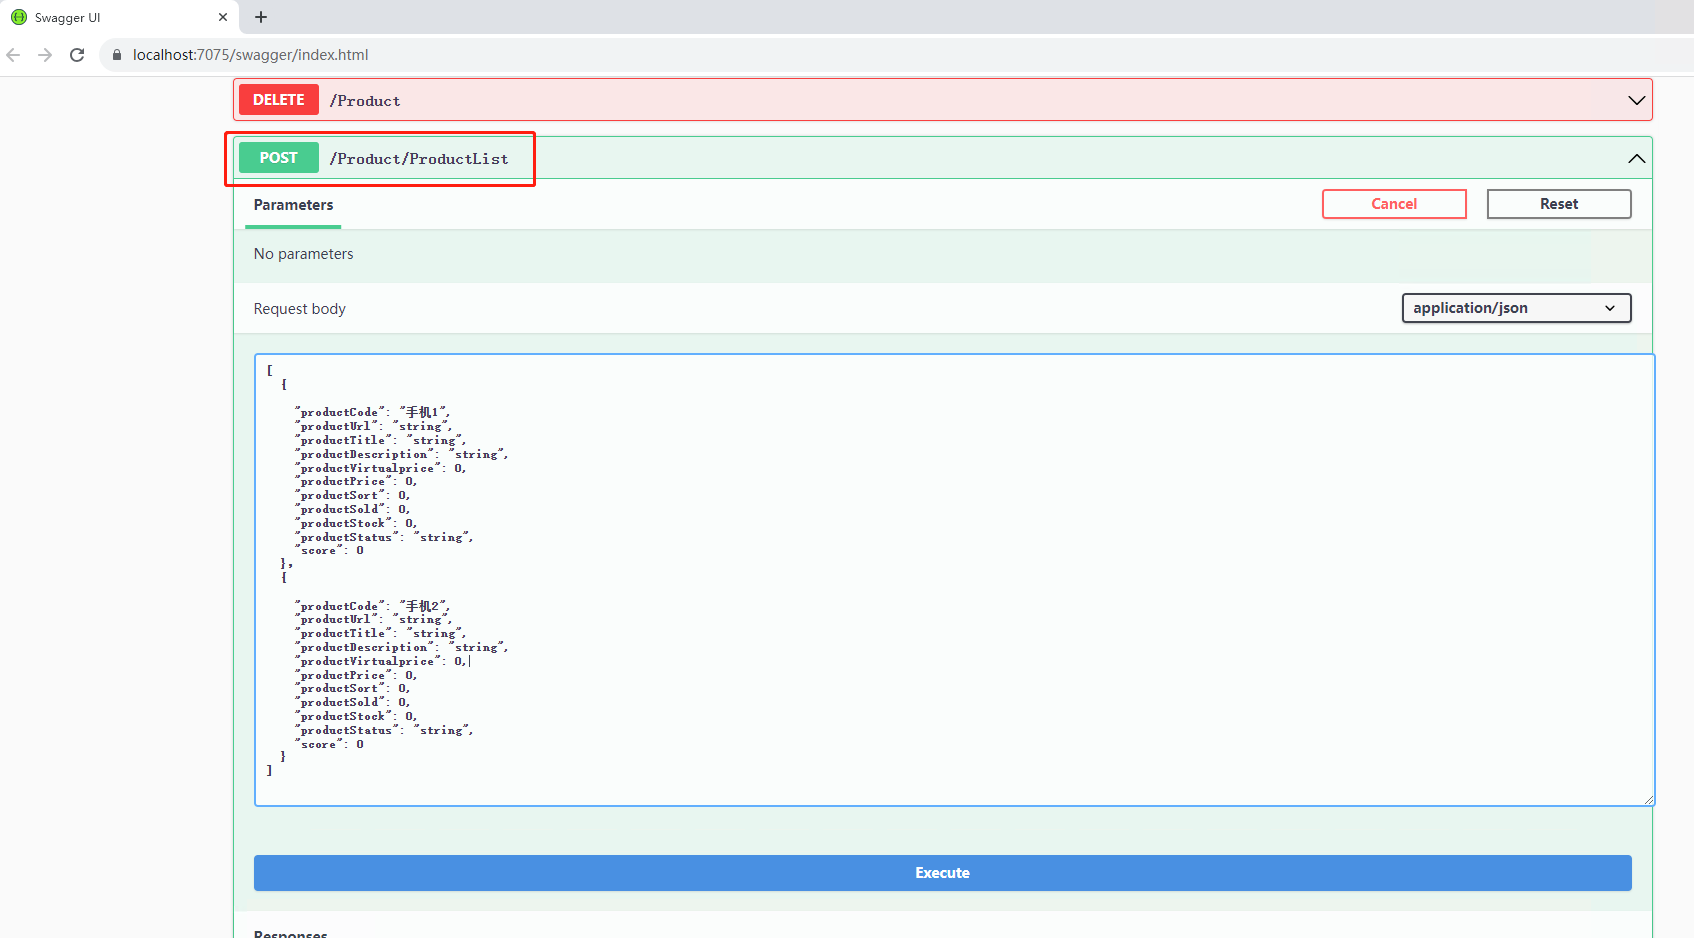 Swagger UI
localhost:7075/swagger/index.html
DELETE /Product
POST /Product/ProductList
Parameters
Cancel
Reset
No parameters
Request body
application/json
[
{
"productCode": "手机1",
"productUrl": "string",
"productTitle": "string",
"productDescription": "string",
"productVirtualprice": 0,
"productPrice": 0,
"productSort": 0,
"productSold": 0,
"productStock": 0,
"productStatus": "string",
"score": 0
},
{
"productCode": "手机2",
"productUrl": "string",
"productTitle": "string",
"productDescription": "string",
"productVirtualprice": 0,
"productPrice": 0,
"productSort": 0,
"productSold": 0,
"productStock": 0,
"productStatus": "string",
"score": 0
}
]
Execute
Responses